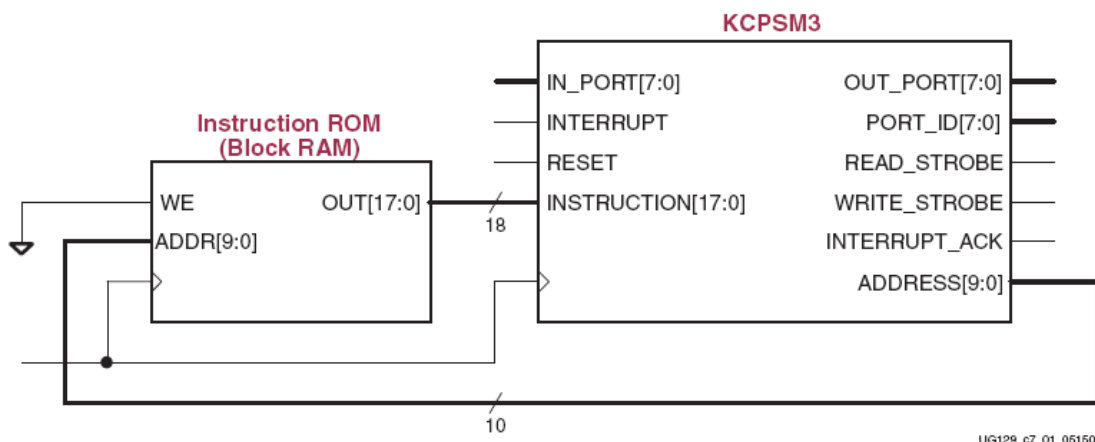 KCPSM3
IN_PORT[7:0]
OUT_PORT[7:0]
Instruction ROM
(Block RAM)
INTERRUPT
PORT_ID[7:0]
RESET
READ_STROBE
WE
OUT[17:0]
18
INSTRUCTION[17:0]
WRITE_STROBE
ADDR[9:0]
INTERRUPT_ACK
ADDRESS[9:0]
10
UG129_c7_01_05150